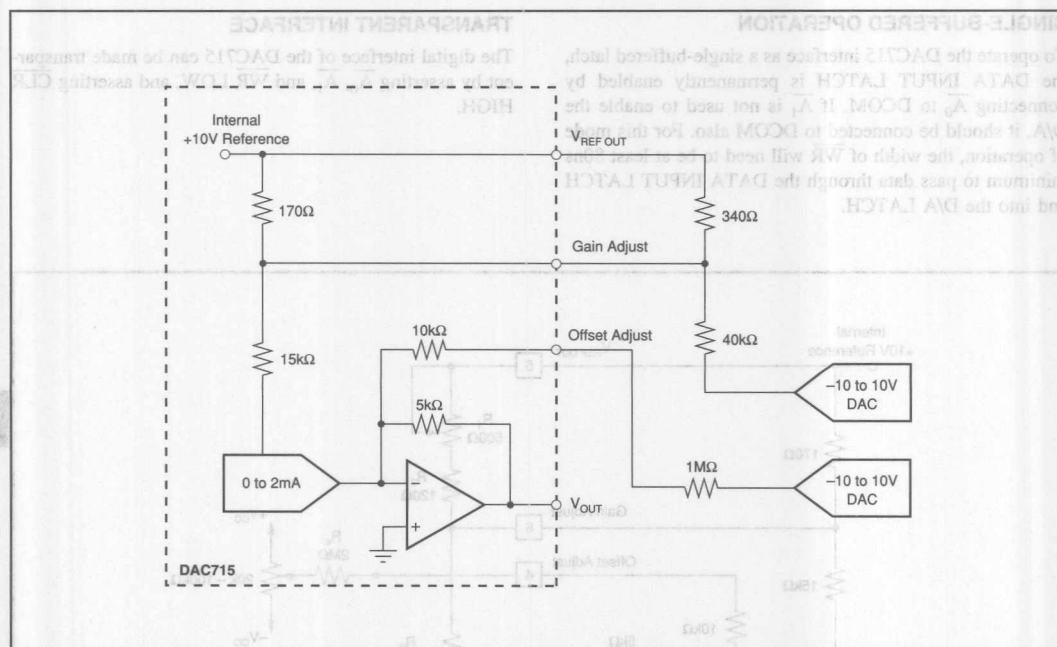 Internal
+10V Reference
V_REF OUT
170Ω
340Ω
Gain Adjust
10kΩ
Offset Adjust
40kΩ
15kΩ
–10 to 10V
DAC
5kΩ
0 to 2mA
1MΩ
–10 to 10V
DAC
–
+
V_OUT
DAC715